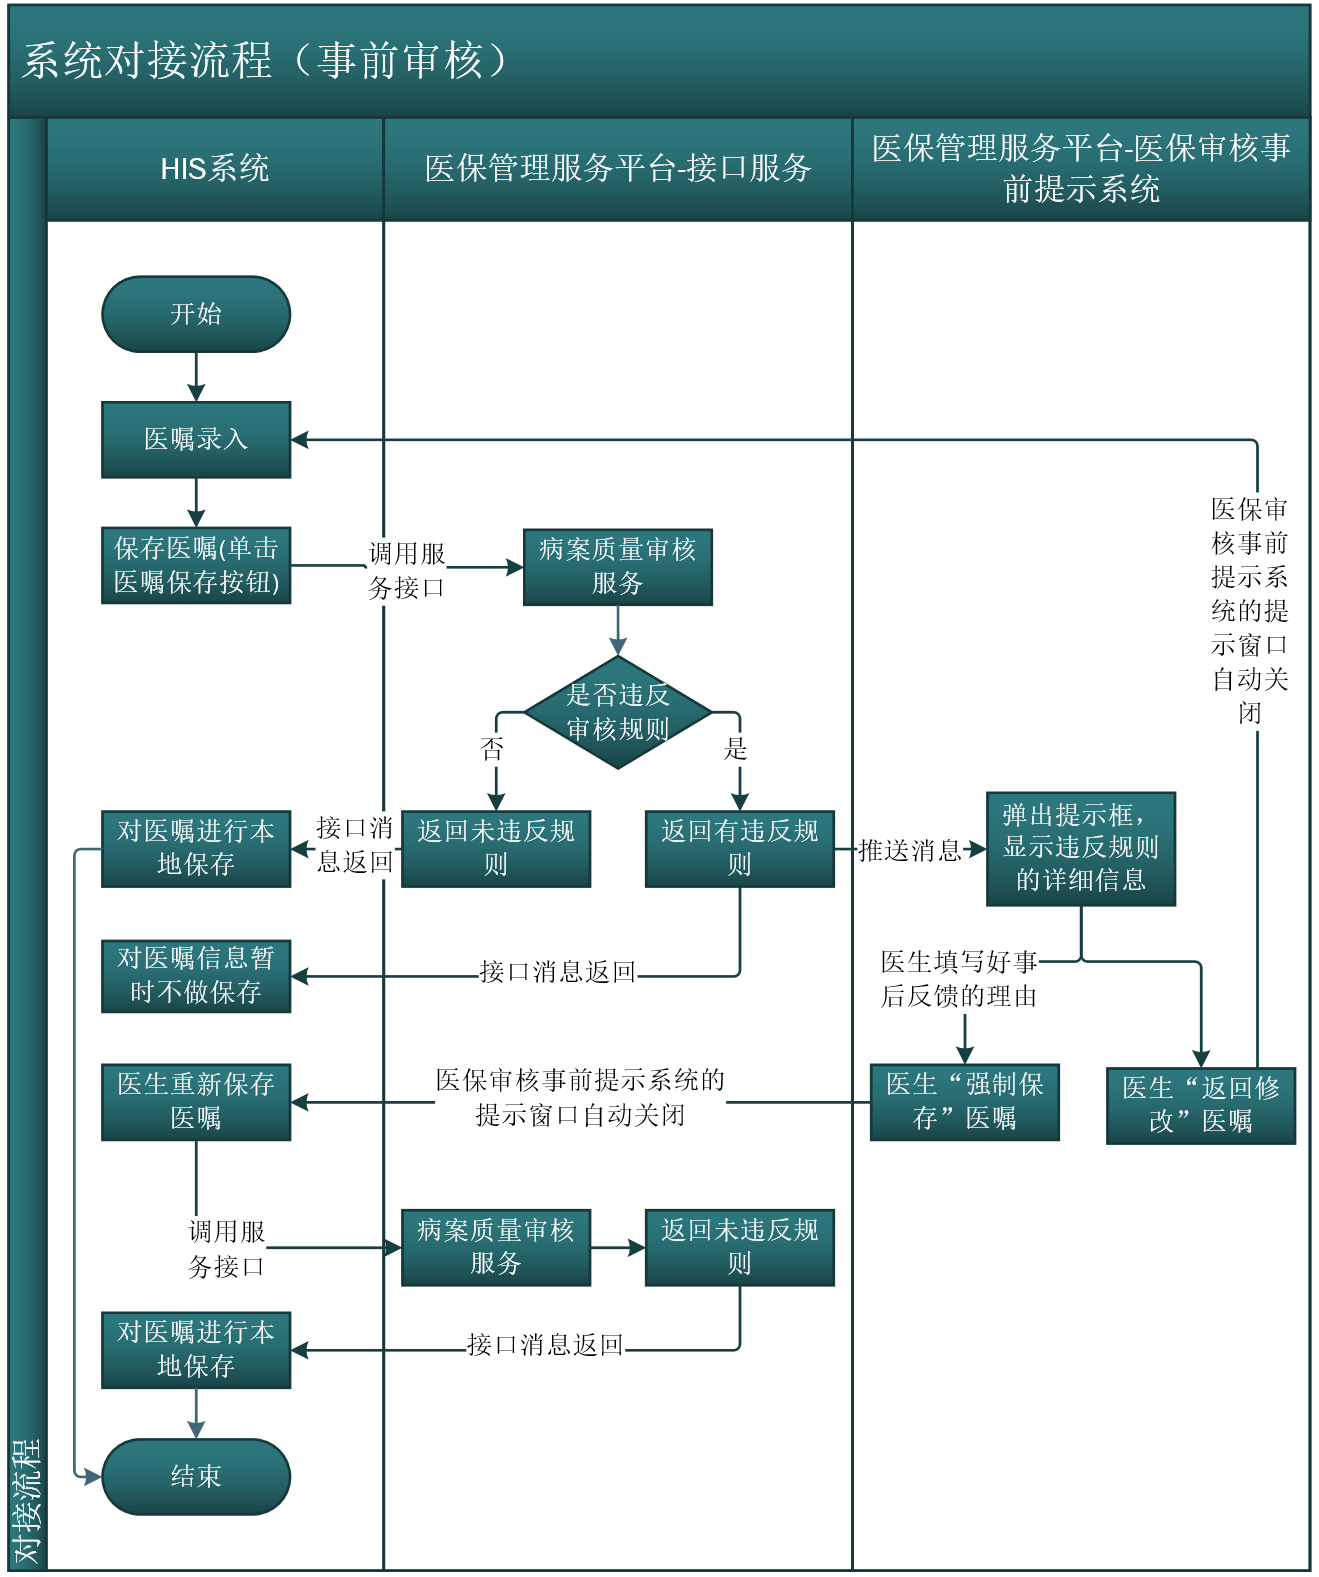 系统对接流程（事前审核）
HIS系统
医保管理服务平台-接口服务
医保管理服务平台-医保审核事
前提示系统
对接流程
开始
医嘱录入
保存医嘱(单击
医嘱保存按钮)
调用服
务接口
病案质量审核
服务
医保审
核事前
提示系
统的提
示窗口
自动关
闭
是否违反
审核规则
否
是
对医嘱进行本
地保存
接口消
息返回
返回未违反规
则
返回有违反规
则
推送消息
弹出提示框，
显示违反规则
的详细信息
对医嘱信息暂
时不做保存
接口消息返回
医生填写好事
后反馈的理由
医生重新保存
医嘱
医保审核事前提示系统的
提示窗口自动关闭
医生“强制保
存”医嘱
医生“返回修
改”医嘱
调用服
务接口
病案质量审核
服务
返回未违反规
则
对医嘱进行本
地保存
接口消息返回
结束